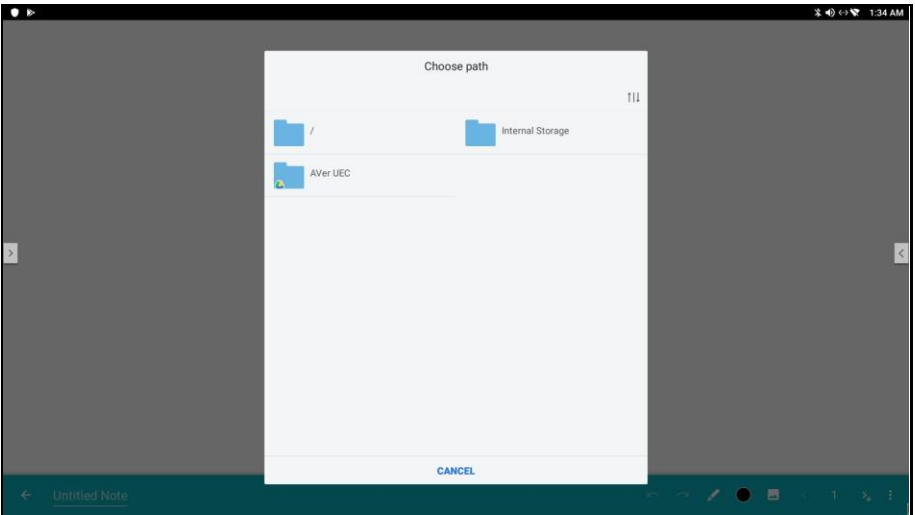 1:34 AM
Choose path
/
Internal Storage
AVer UEC
CANCEL
Untitled Note
1